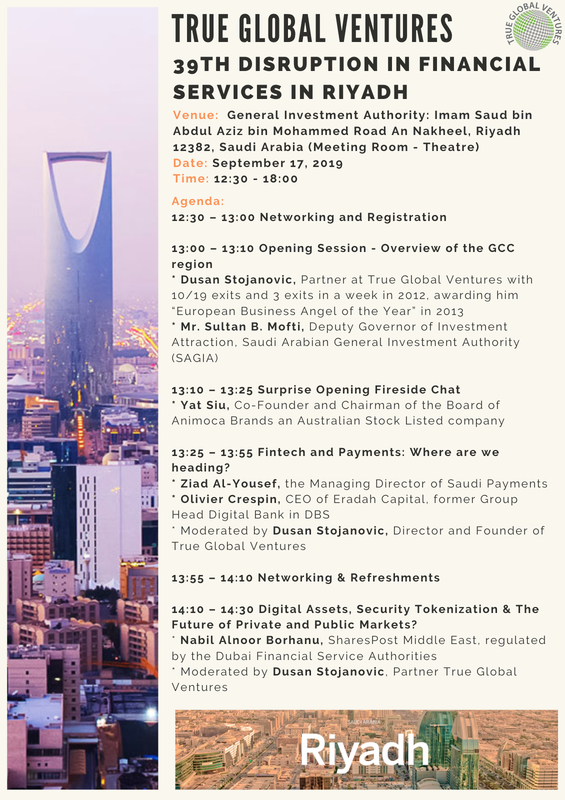 TRUE GLOBAL VENTURES
TRUE GLOBAL VENTURES
39TH DISRUPTION IN FINANCIAL
SERVICES IN RIYADH
Venue: General Investment Authority: Imam Saud bin
Abdul Aziz bin Mohammed Road An Nakheel, Riyadh
12382, Saudi Arabia (Meeting Room - Theatre)
Date: September 17, 2019
Time: 12:30 - 18:00
Agenda:
12:30 – 13:00 Networking and Registration
13:00 – 13:10 Opening Session - Overview of the GCC
region
* Dusan Stojanovic, Partner at True Global Ventures with
10/19 exits and 3 exits in a week in 2012, awarding him
"European Business Angel of the Year" in 2013
* Mr. Sultan B. Mofti, Deputy Governor of Investment
Attraction, Saudi Arabian General Investment Authority
(SAGIA)
13:10 – 13:25 Surprise Opening Fireside Chat
* Yat Siu, Co-Founder and Chairman of the Board of
Animoca Brands an Australian Stock Listed company
13:25 – 13:55 Fintech and Payments: Where are we
heading?
* Ziad Al-Yousef, the Managing Director of Saudi Payments
* Olivier Crespin, CEO of Eradah Capital, former Group
Head Digital Bank in DBS
* Moderated by Dusan Stojanovic, Director and Founder of
True Global Ventures
13:55 – 14:10 Networking & Refreshments
14:10 – 14:30 Digital Assets, Security Tokenization & The
Future of Private and Public Markets?
* Nabil Alnoor Borhanu, SharesPost Middle East, regulated
by the Dubai Financial Service Authorities
* Moderated by Dusan Stojanovic, Partner True Global
Ventures
SAUDI ARABIA
Riyadh